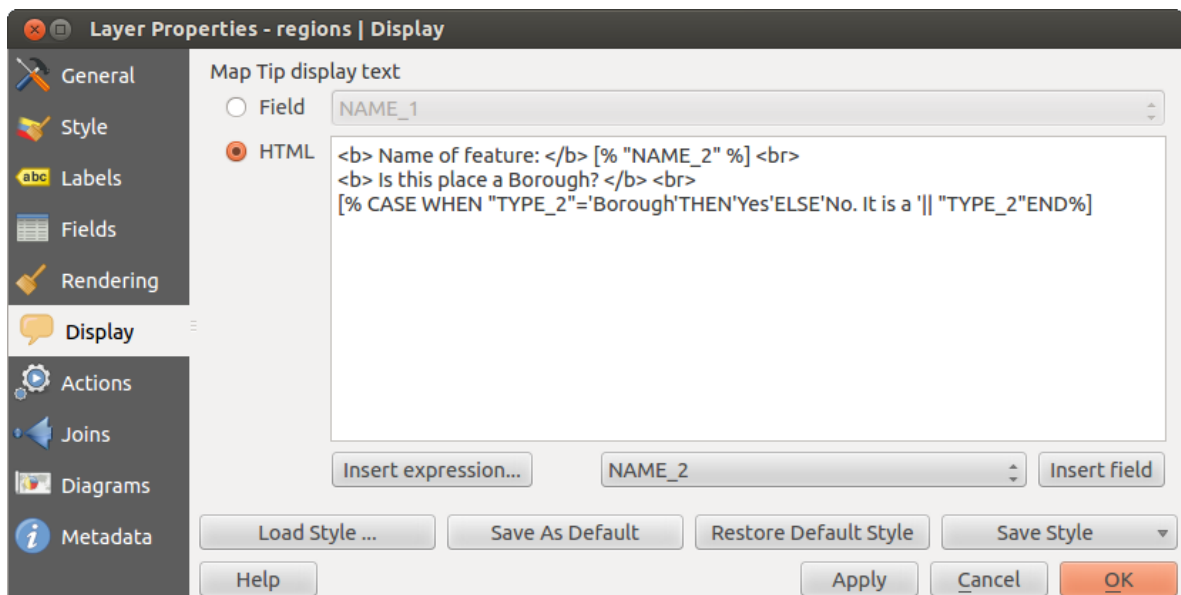 Layer Properties - regions | Display
General
Style
abc Labels
Fields
Rendering
Display
Actions
Joins
Diagrams
i Metadata
Map Tip display text
Field NAME_1
HTML
<b> Name of feature: </b> [% "NAME_2" %] <br>
<b> Is this place a Borough? </b> <br>
[% CASE WHEN "TYPE_2"='Borough'THEN'Yes'ELSE'No. It is a '|| "TYPE_2"END%]
Insert expression... NAME_2 Insert field
Load Style ... Save As Default Restore Default Style Save Style
Help Apply Cancel OK